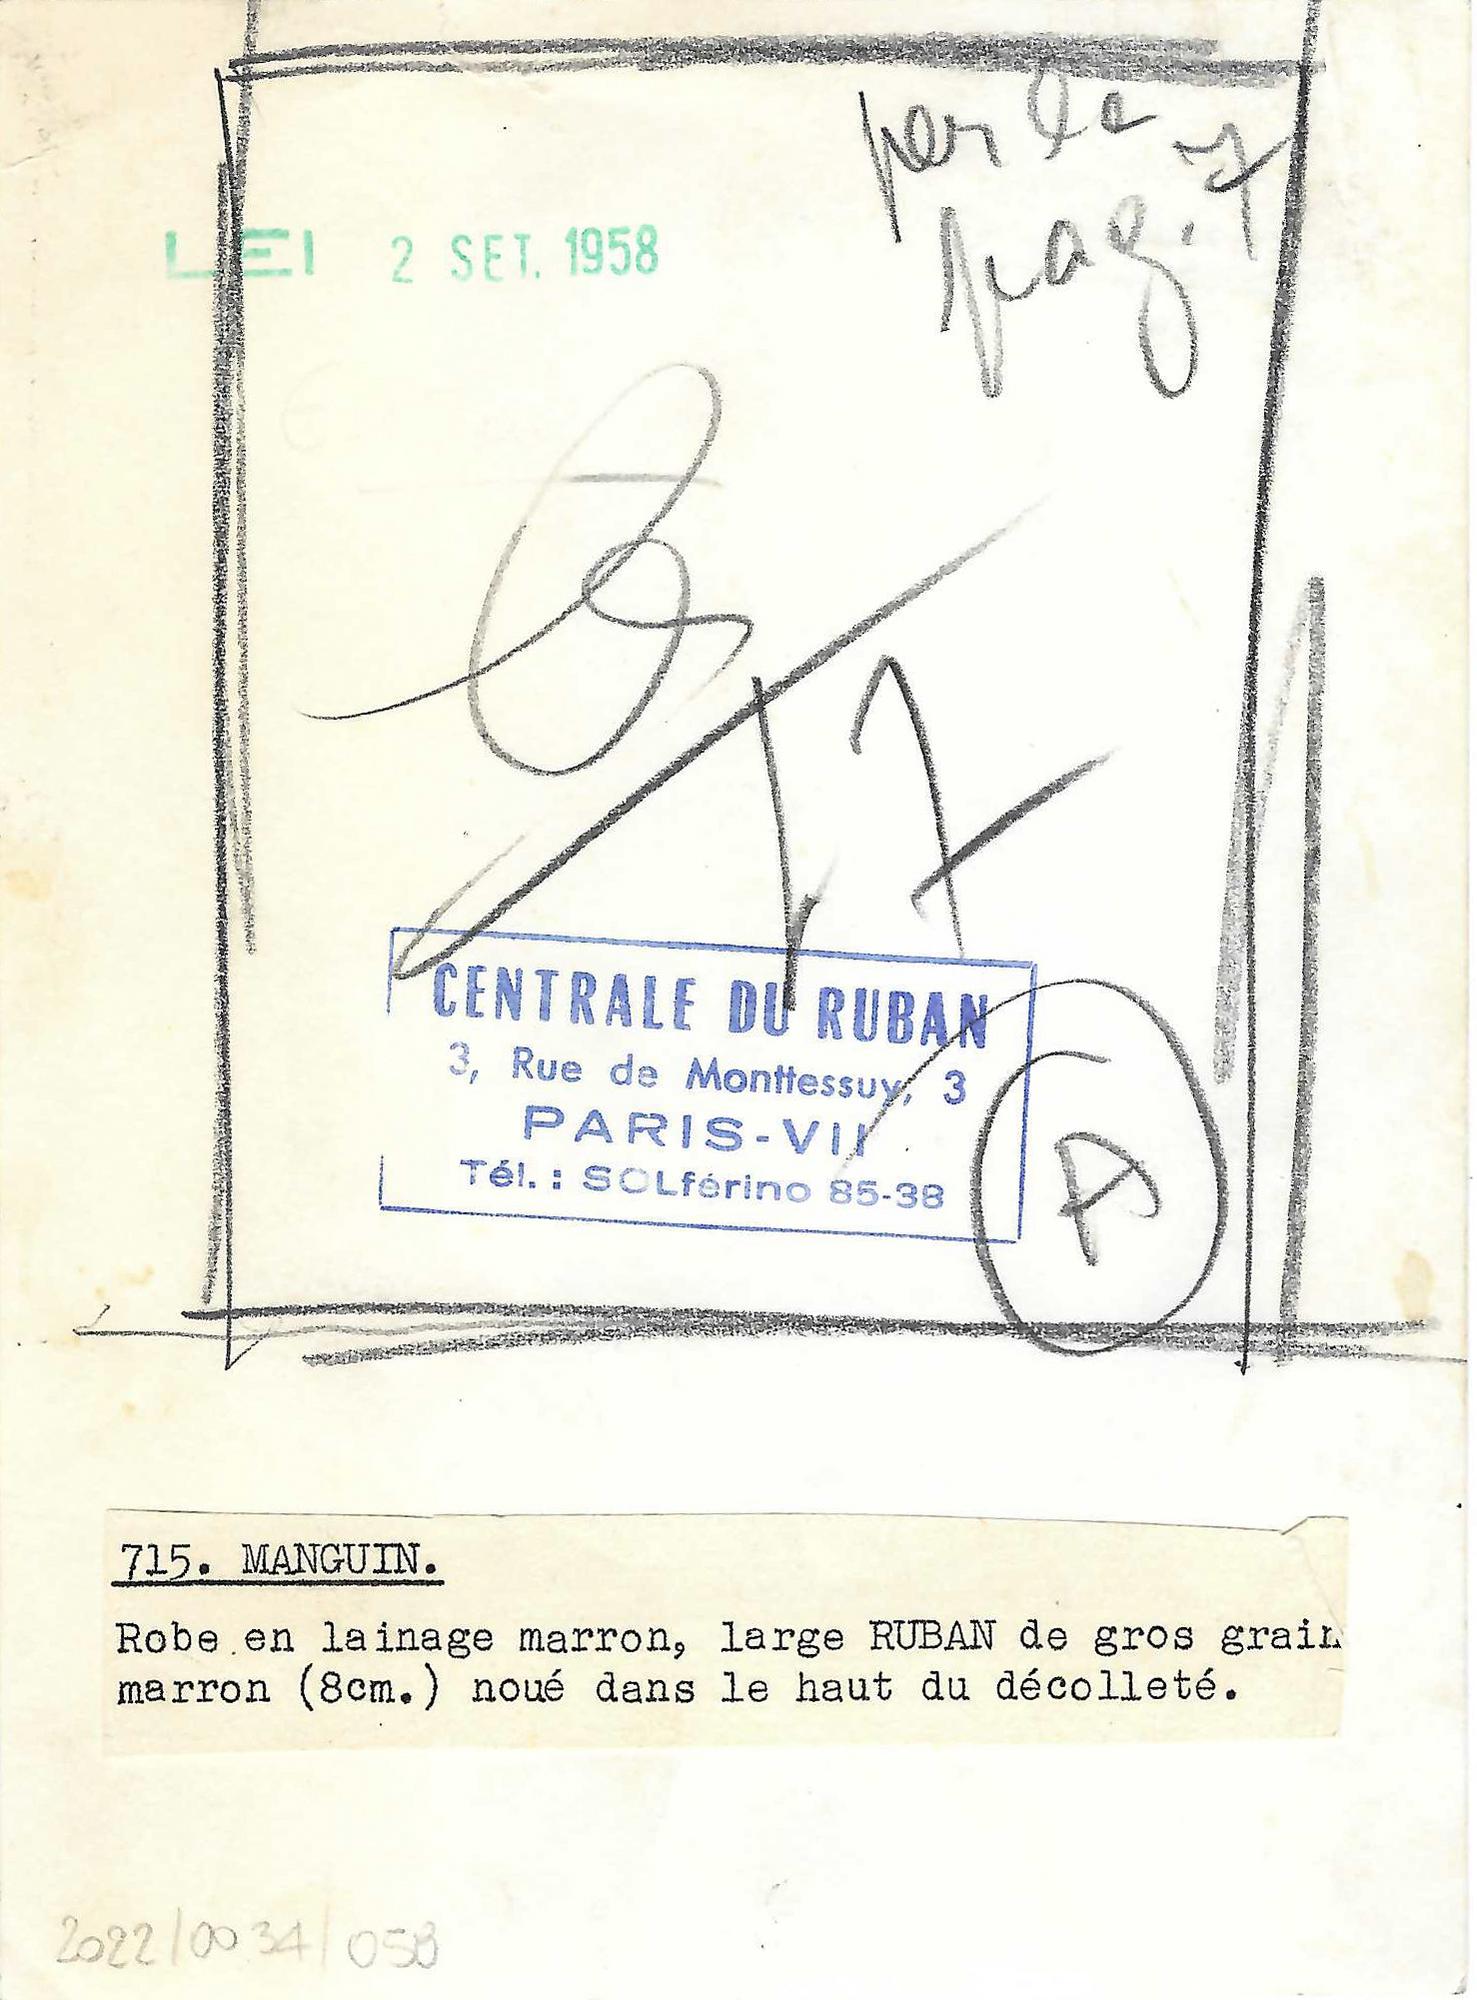 per la
pag. 7
LEI 2 SET. 1958
17
CENTRALE DU RUBAN
3, Rue de Monttessuy, 3
PARIS-VII
Tél. : SOLférino 85-38
A
715. MANGUIN.
Robe en lainage marron, large RUBAN de gros grain
marron (8cm.) noué dans le haut du décolleté.
2022/0034/058